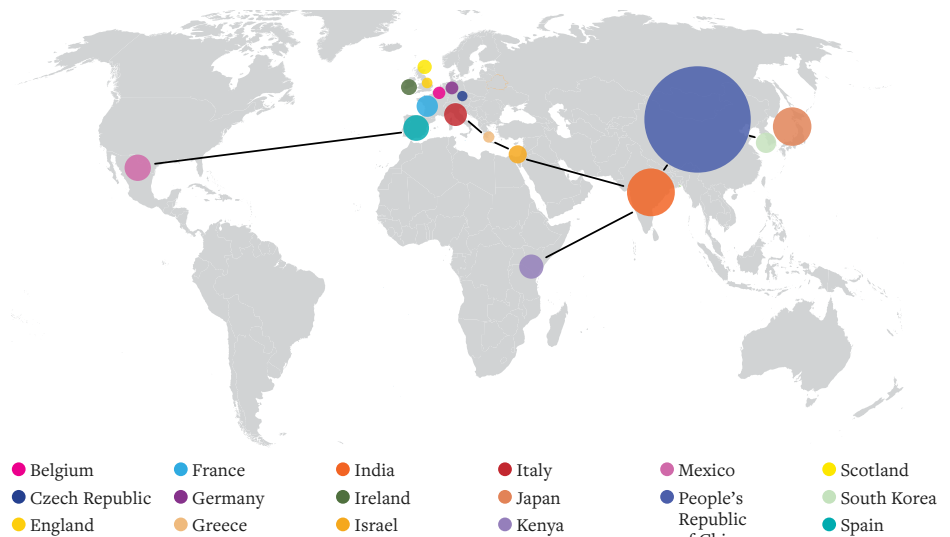 Belgium
France
India
Italy
Mexico
Scotland
Czech Republic
Germany
Ireland
Japan
People's
South Korea
Republic
England
Greece
Israel
Kenya
Spain